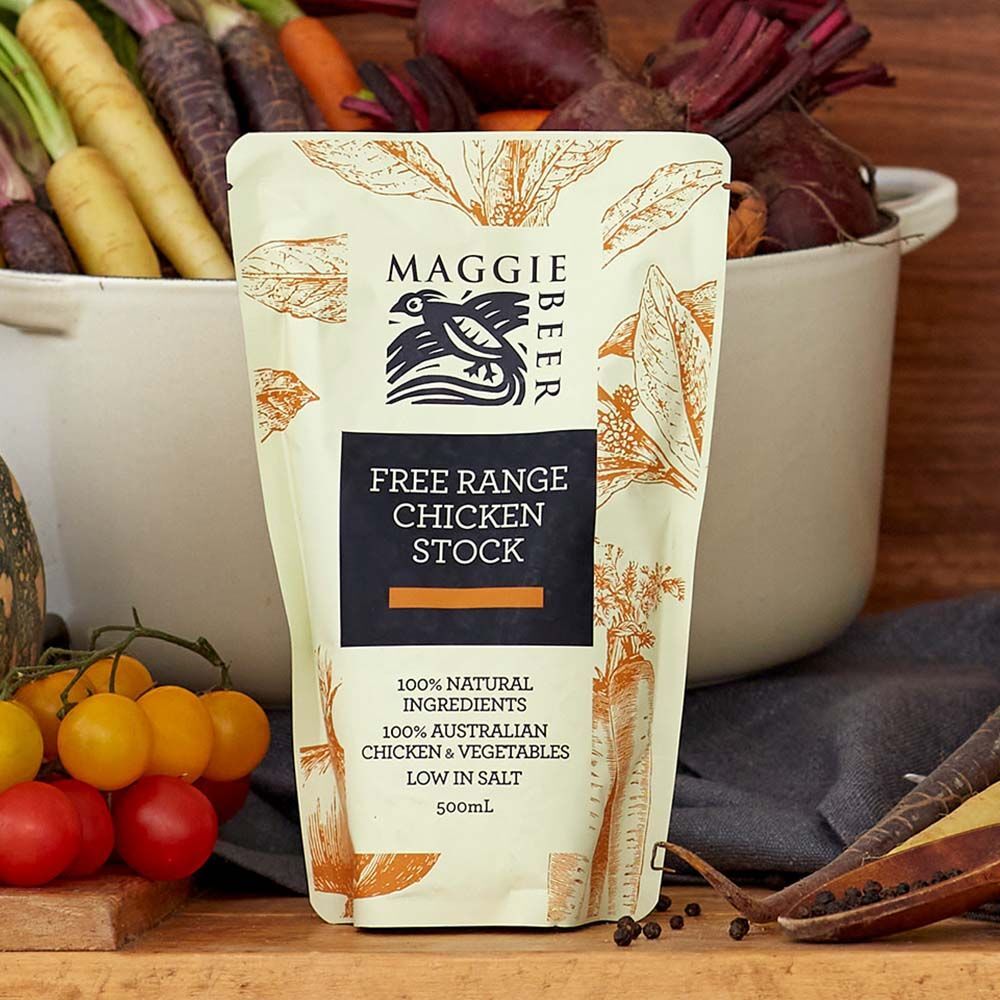 MAGGIE
BEER
FREE RANGE
CHICKEN
STOCK
100% NATURAL
INGREDIENTS
100% AUSTRALIAN
CHICKEN & VEGETABLES
LOW IN SALT
500mL